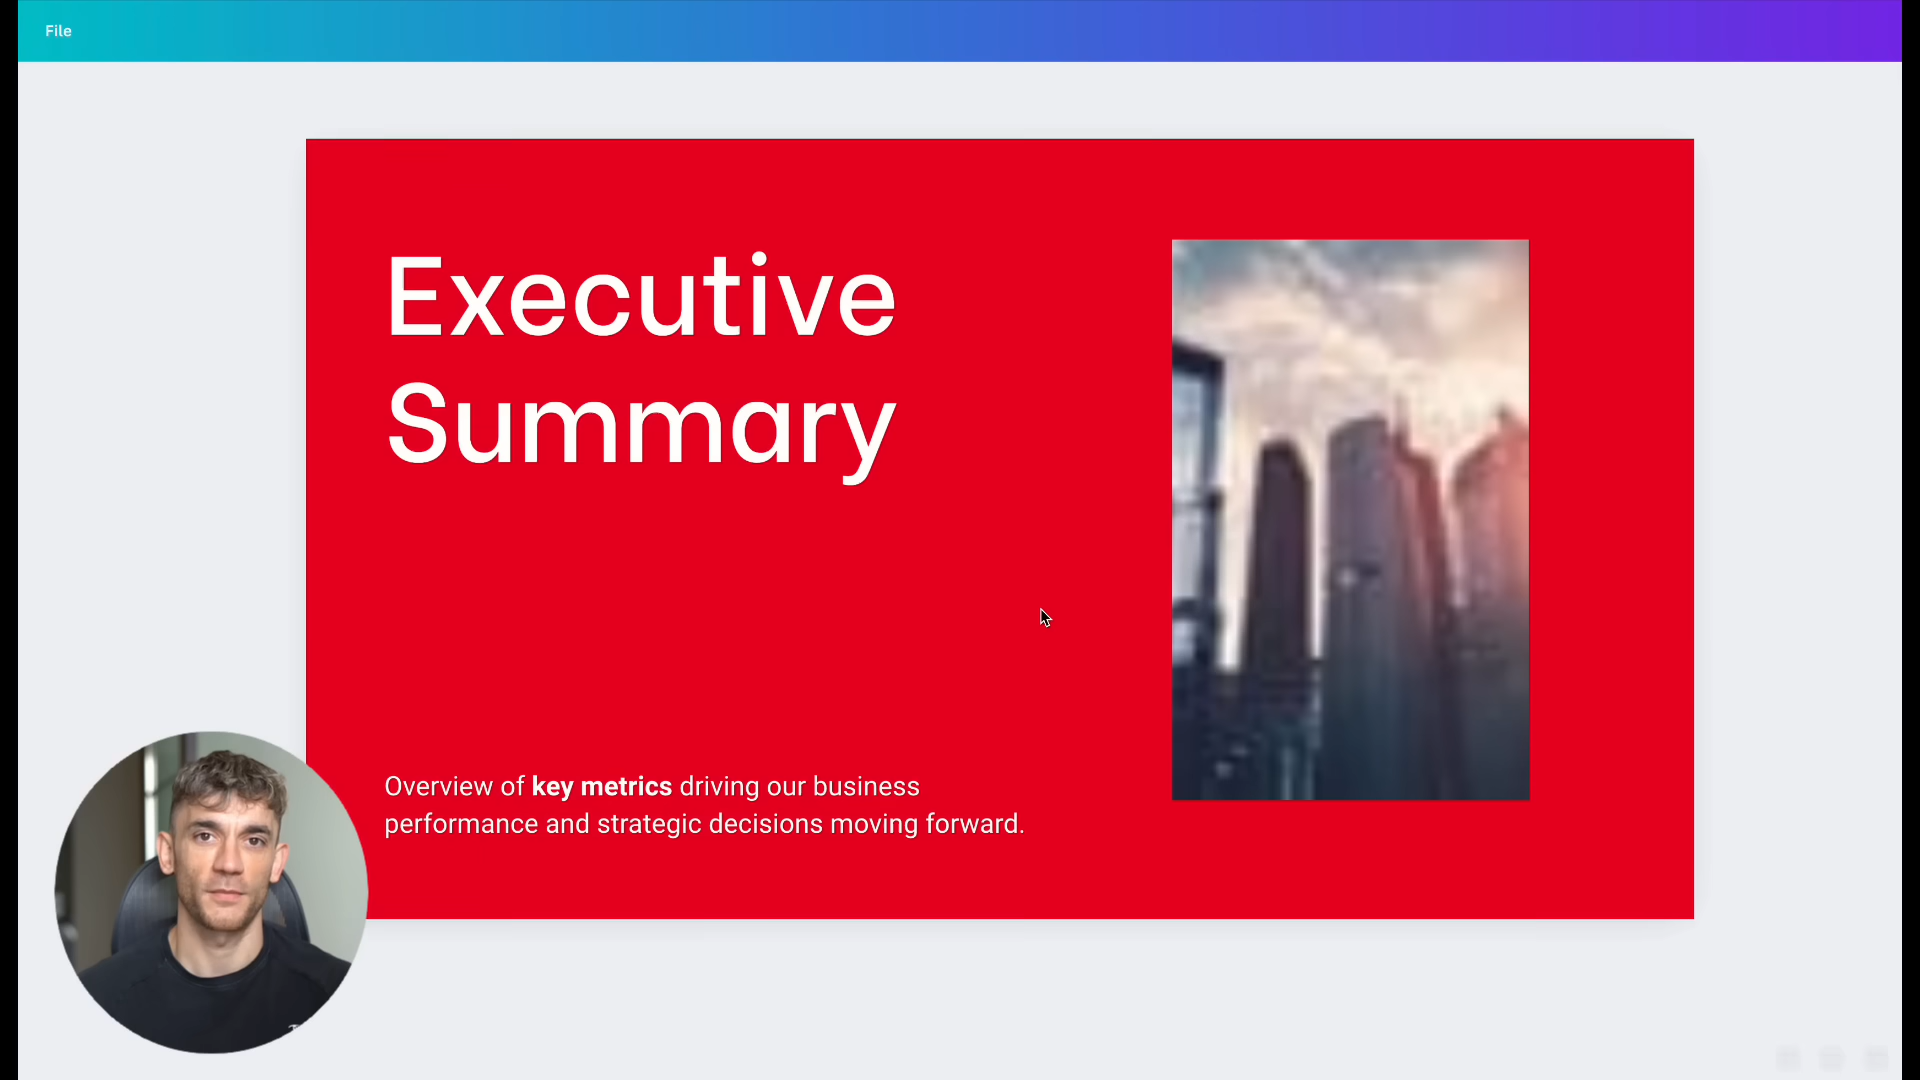 File
Executive
Summary
Overview of key metrics driving our business
performance and strategic decisions moving forward.